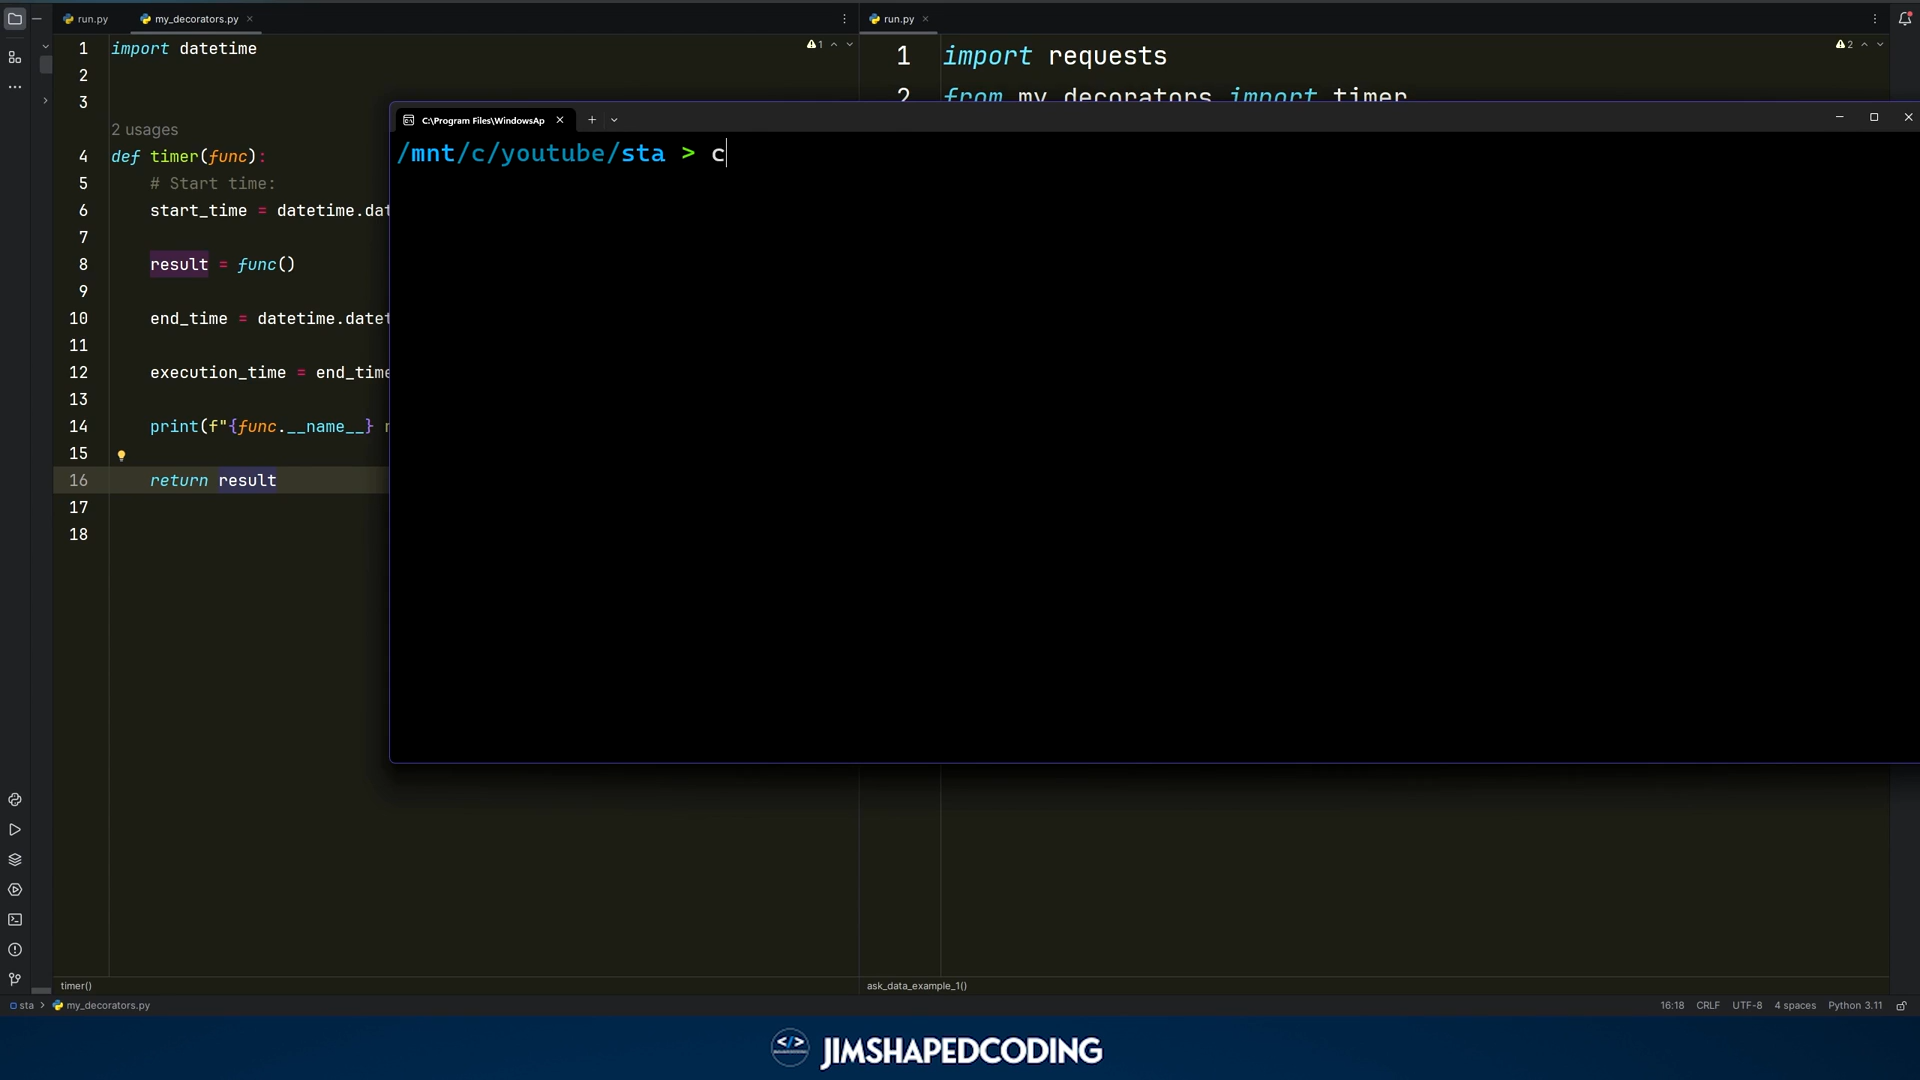 run.py
my_decorators.py
1 import datetime
2
3
2 usages
4 def timer(func):
5 # Start time:
6 start_time = datetime.dat
7
8 result = func()
9
10 end_time = datetime.datet
11
12 execution_time = end_time
13
14 print(f"{func.__name__}
15
16 return result
17
18
1
run.py
2
1 import requests
2 from my_decorators import timer
C:\Program Files\WindowsAp
/mnt/c/youtube/sta > c
timer()
ask_data_example_1()
sta > my_decorators.py
16:18 CRLF UTF-8 4 spaces Python 3.11
</> JIMSHAPEDCODING